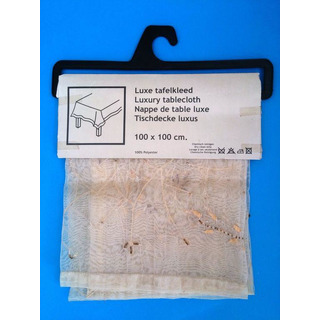 Luxe tafelkleed
Luxury tablecloth
Nappe de table luxe
Tischdecke luxus
100 x 100 cm.
100% Polyester